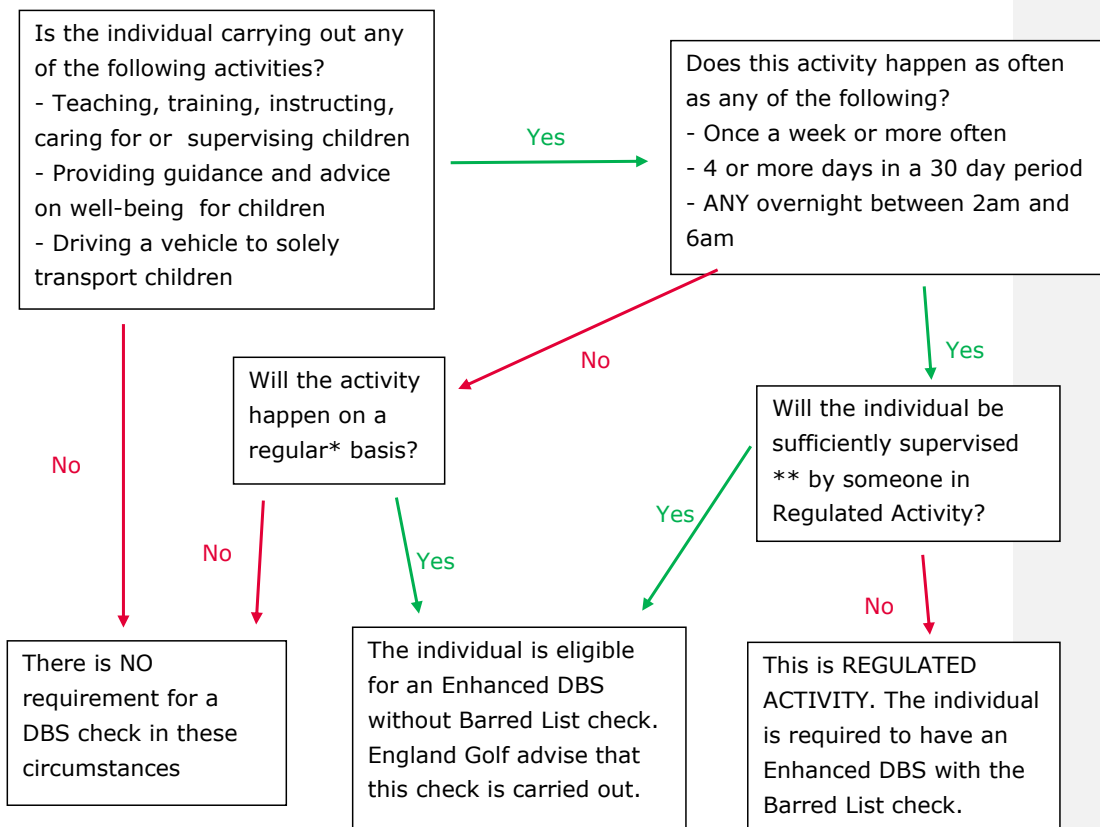 Is the individual carrying out any
of the following activities?
- Teaching, training, instructing,
caring for or supervising children
- Providing guidance and advice
on well-being for children
- Driving a vehicle to solely
transport children
Yes
Does this activity happen as often
as any of the following?
- Once a week or more often
- 4 or more days in a 30 day period
- ANY overnight between 2am and
6am
No
No
Yes
Will the activity
happen on a
regular* basis?
Will the individual be
sufficiently supervised
** by someone in
Regulated Activity?
No
Yes
Yes
No
There is NO
requirement for a
DBS check in these
circumstances
The individual is eligible
for an Enhanced DBS
without Barred List check.
England Golf advise that
this check is carried out.
This is REGULATED
ACTIVITY. The individual
is required to have an
Enhanced DBS with the
Barred List check.